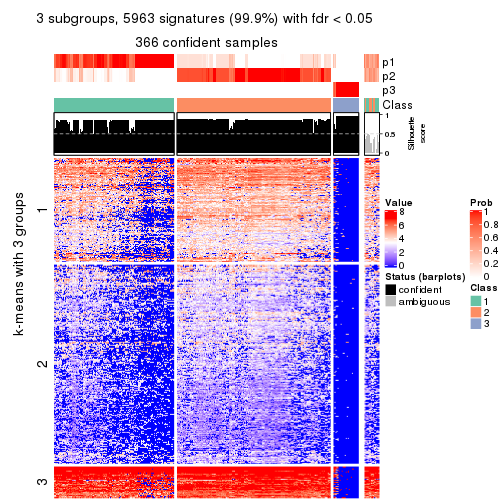 3 subgroups, 5963 signatures (99.9%) with fdr < 0.05
366 confident samples
p1
p2
p3
Class
1
0.5
0
Silhouette
score
k-means with 3 groups
1
2
3
Value
8
6
4
2
0
Status (barplots)
confident
ambiguous
Prob
1
0.8
0.6
0.4
0.2
0
Class
1
2
3